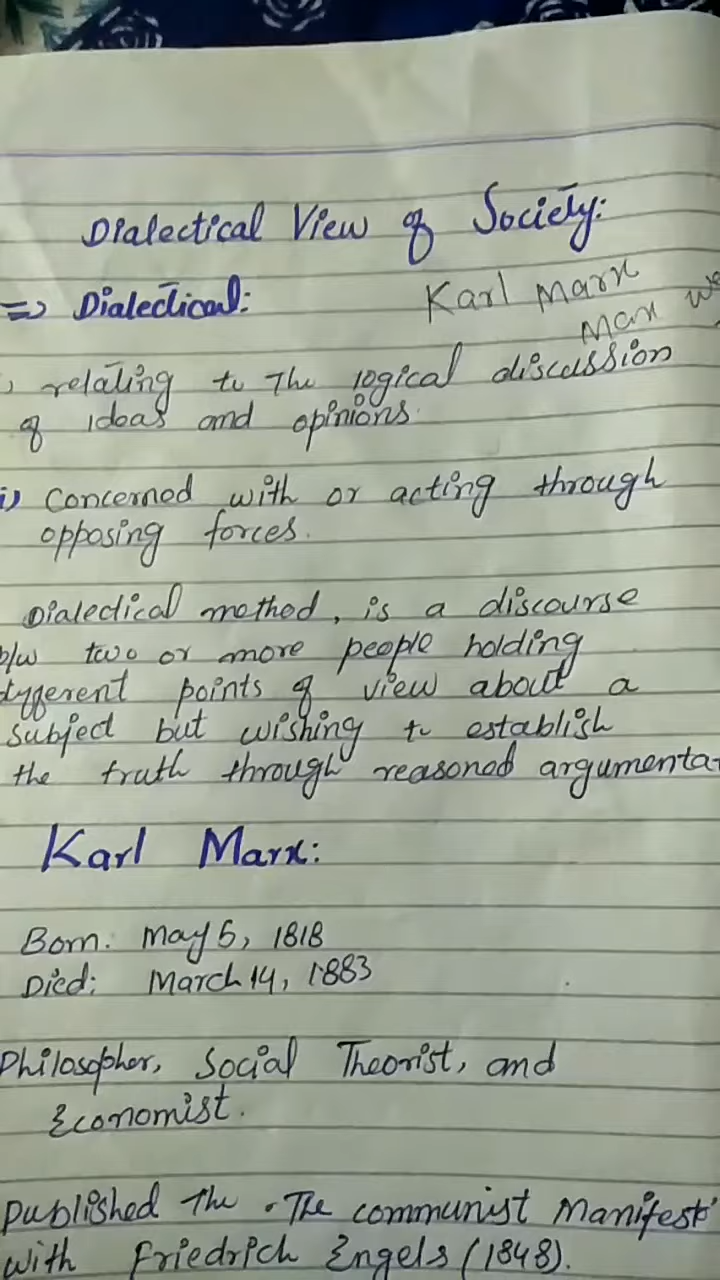 Dialectical View of Society:
=> Dialectical:
Karl Marx
Max
relating to The logical discussion
of ideas and opinions.
i) Concerned with or acting through
opposing forces.
Dialectical method, is a discourse
b/w two or more people holding
different points of view about a
subject but wishing to establish
the truth through reasoned argumenta-
Karl Marx:
Born: May 5, 1818
Died: March 14, 1883
Philosopher, Social Theorist, and
Economist.
Published The "The communist Manifest"
with Friedrich Engels (1848).